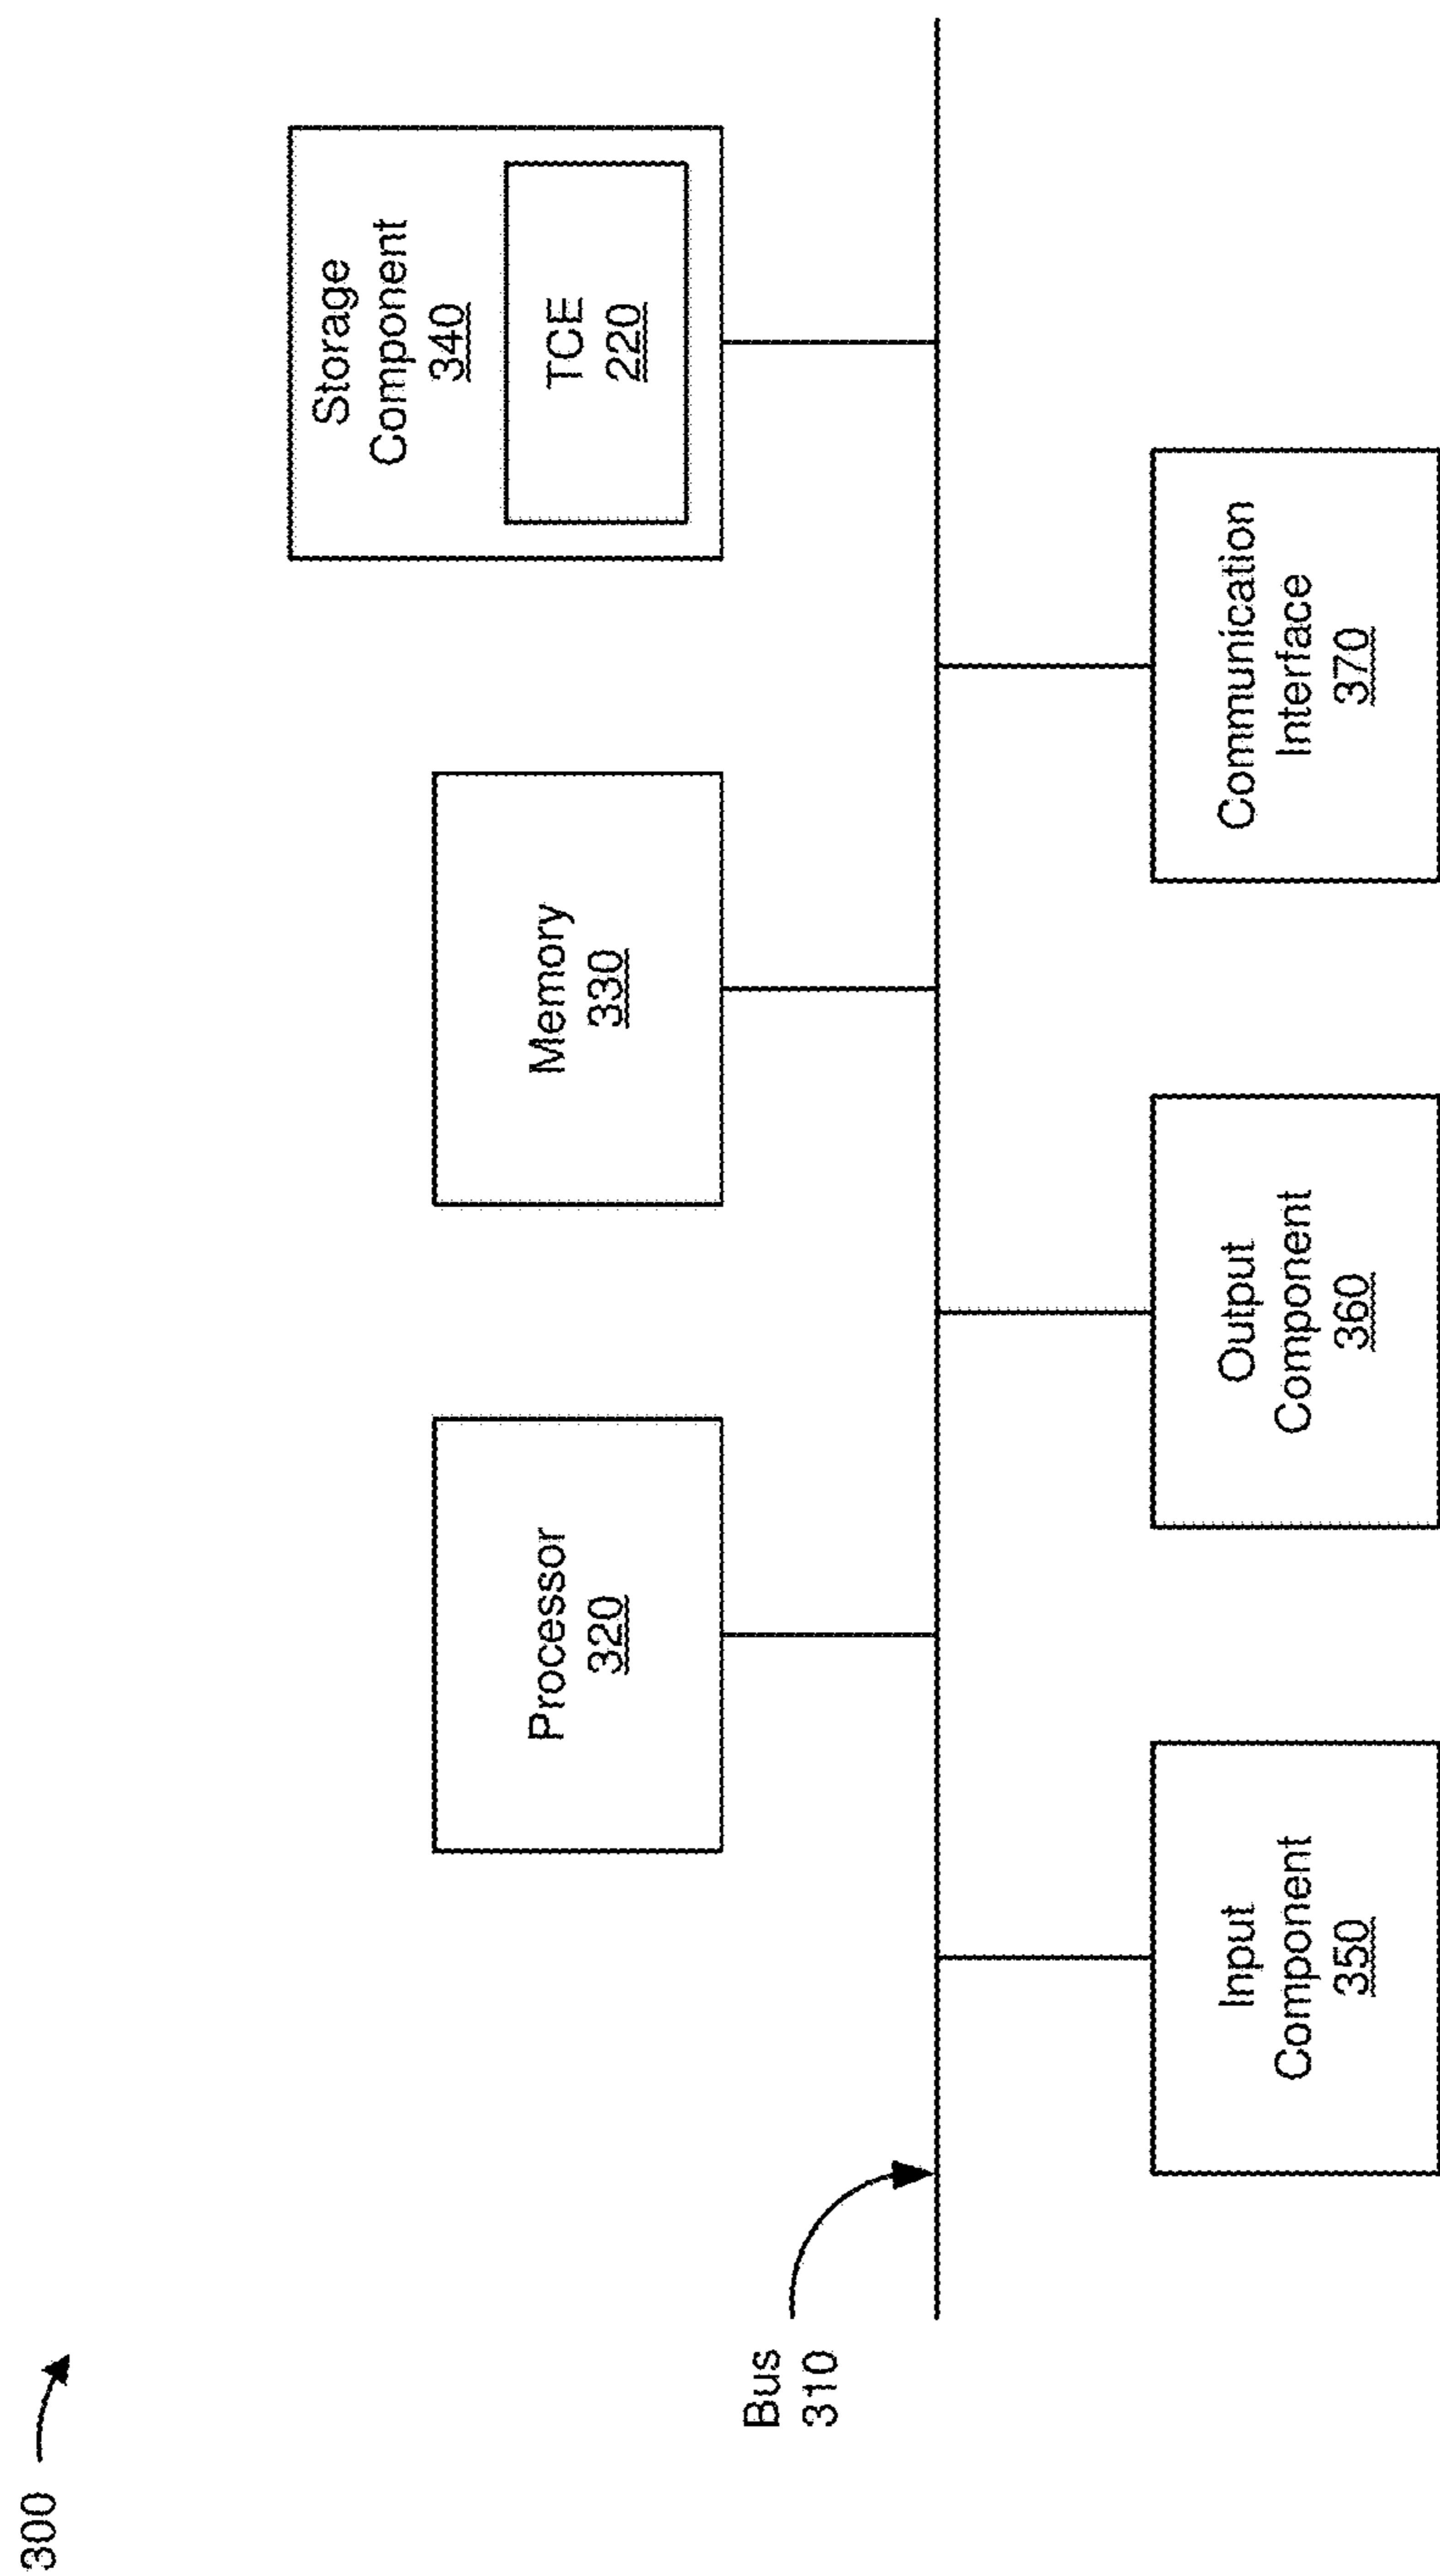 300
Processor
320
Memory
330
Storage
Component
340
TCE
220
Bus
310
Input
Component
350
Output
Component
360
Communication
Interface
370